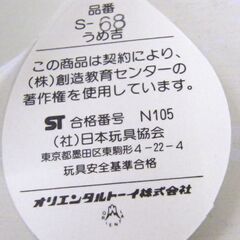 品番
S-68
うめ吉
この商品は契約により、
(株)創造教育センターの
著作権を使用しています。
ST 合格番号 N105
(社)日本玩具協会
東京都墨田区東駒形4-22-4
玩具安全基準合格
オリエンタルトーイ株式会社